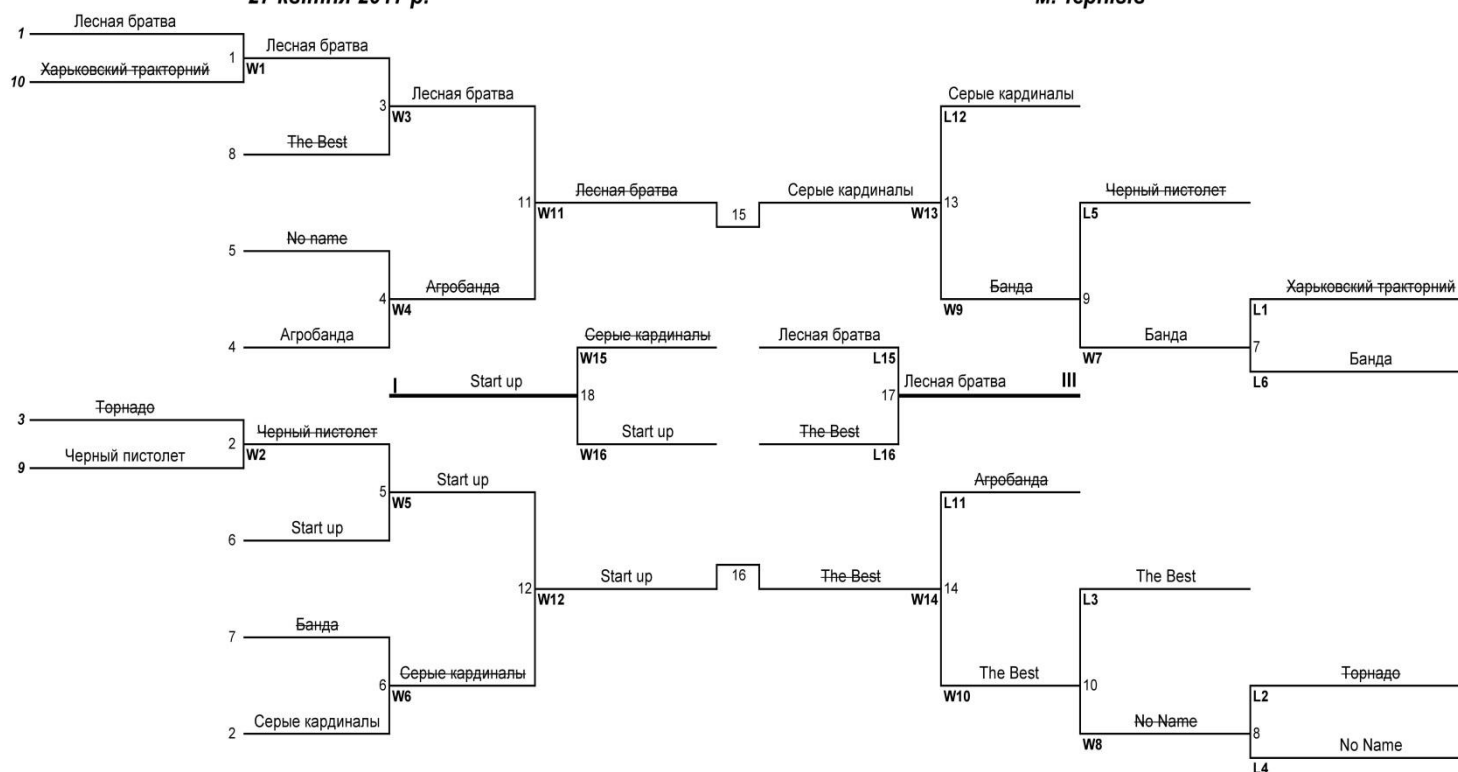 27 квітня 2017 р.
м. Чернігів
1 Лесная братва
1 Лесная братва
W1
10 Харьковский тракторний
3 Лесная братва
W3
8 The Best
11 Лесная братва
W11
5 No name
4 Агробанда
W4
4 Агробанда
15
Серые кардиналы
W13
Серые кардиналы
L12
13
Черный пистолет
L5
Банда
W9
9
Харьковский тракторний
L1
Банда
W7
7
Банда
L6
Серые кардиналы
W15
I Start up
18
Start up
W16
Лесная братва
L15
17 Лесная братва III
The Best
L16
3 Торнадо
2 Черный пистолет
W2
9 Черный пистолет
5 Start up
W5
6 Start up
12 Start up
W12
7 Банда
6 Серые кардиналы
W6
2 Серые кардиналы
16
The Best
W14
Агробанда
L11
14
The Best
L3
The Best
W10
10
Торнадо
L2
No Name
W8
8
No Name
L4